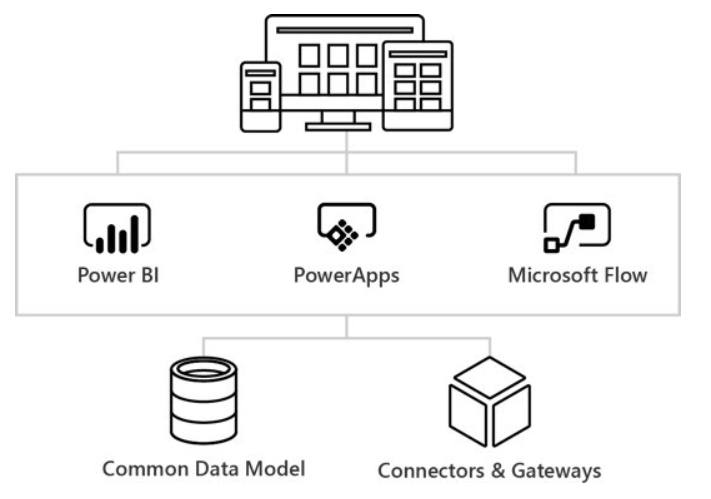 Power BI
PowerApps
Microsoft Flow
Common Data Model
Connectors & Gateways